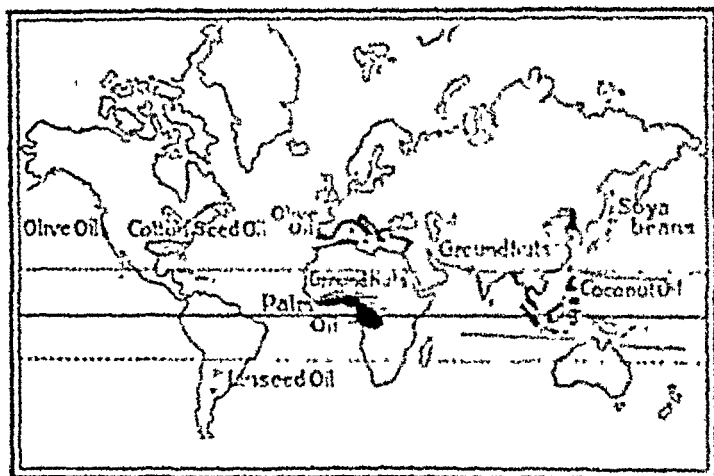 Olive Oil
Cotton Seed Oil
Olive
Oil
Soya
beans
Groundnuts
Groundnuts
Coconut Oil
Palm
Oil
Linseed Oil